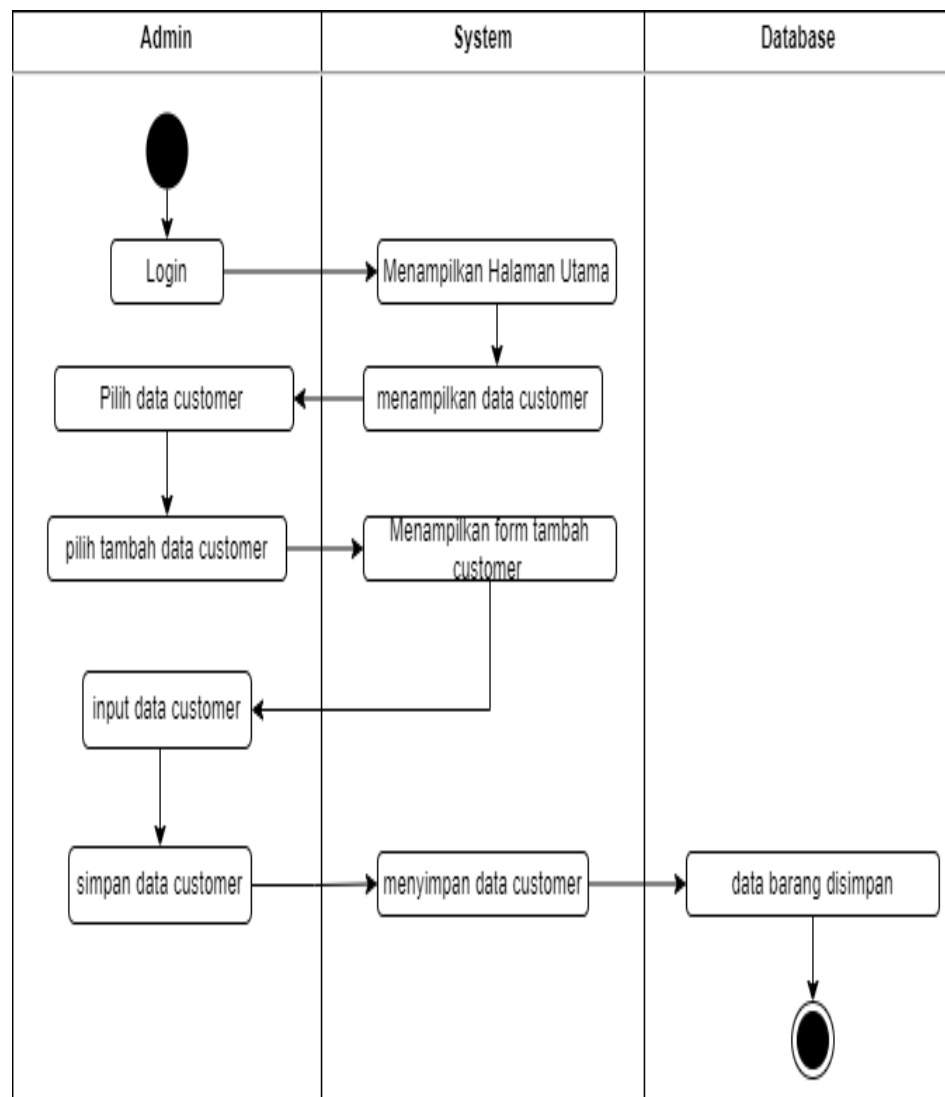 Admin
System
Database
Login
Menampilkan Halaman Utama
Pilih data customer
menampilkan data customer
pilih tambah data customer
Menampilkan form tambah
customer
input data customer
simpan data customer
menyimpan data customer
data barang disimpan